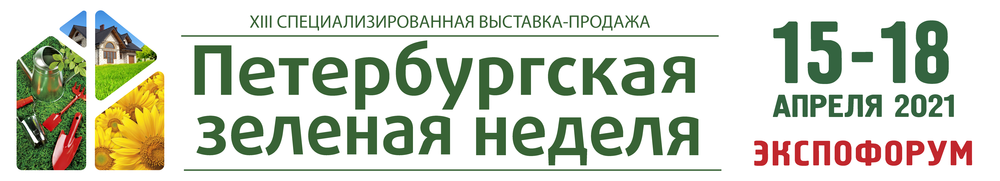 XIII СПЕЦИАЛИЗИРОВАННАЯ ВЫСТАВКА-ПРОДАЖА
Петербургская
зеленая неделя
15-18
АПРЕЛЯ 2021
ЭКСПОФОРУМ